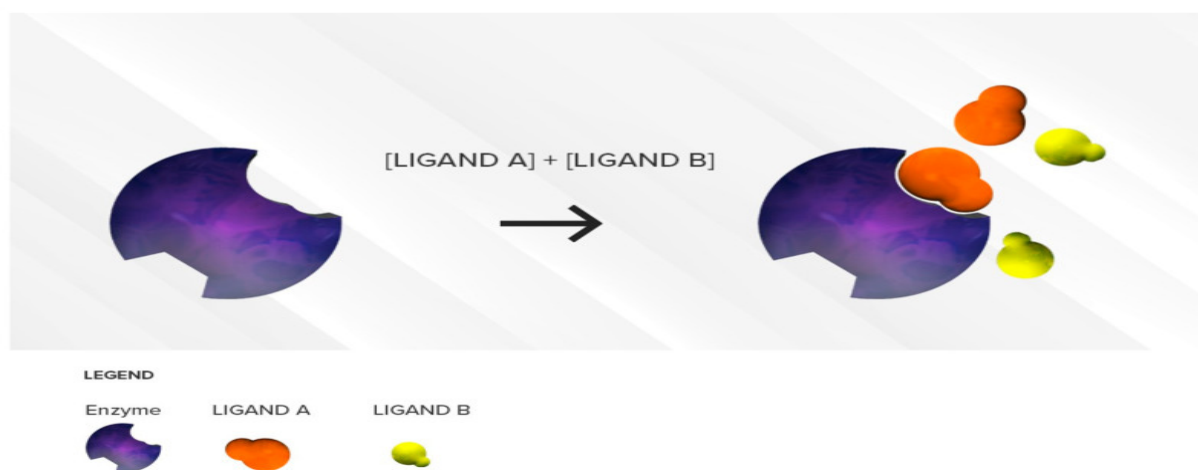 [LIGAND A] + [LIGAND B]
LEGEND
Enzyme LIGAND A LIGAND B